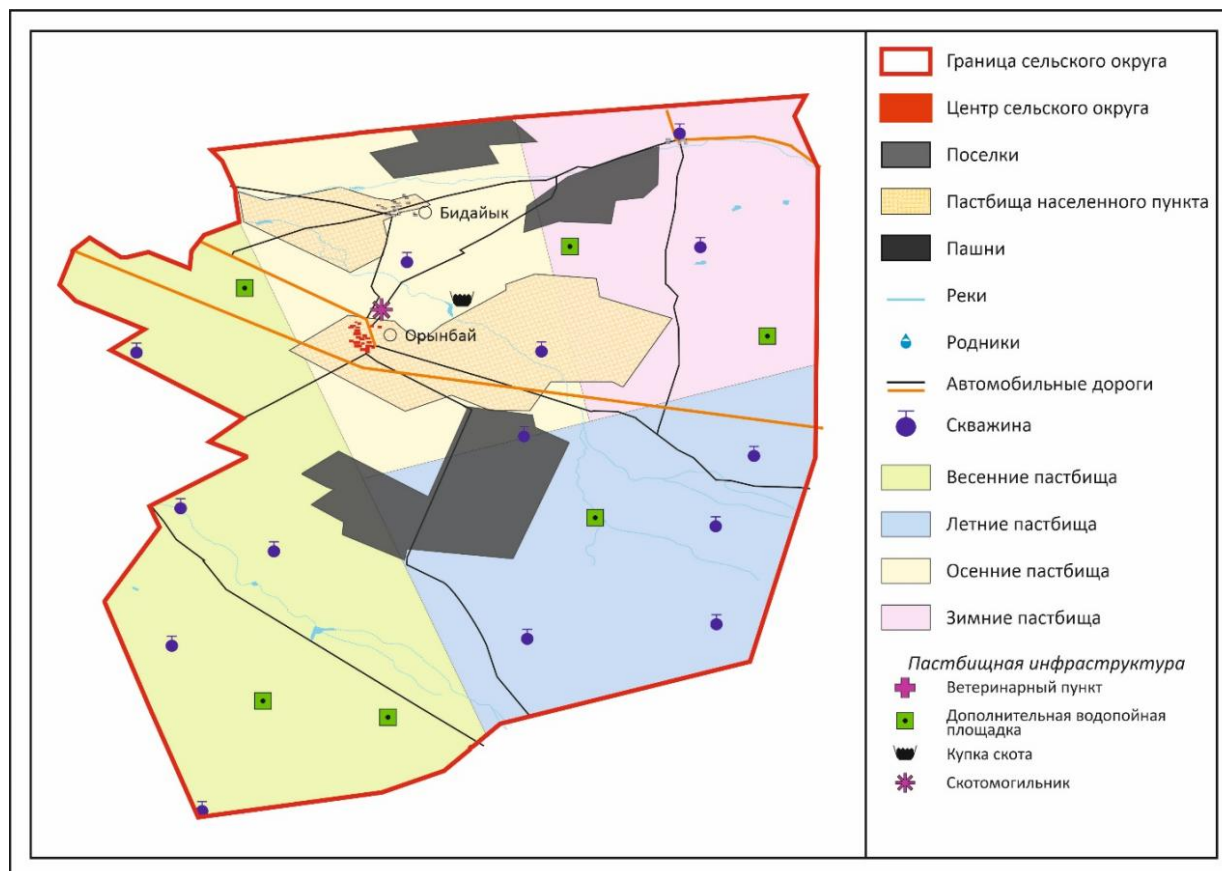 Бидайык
Орынбай
Граница сельского округа
Центр сельского округа
Поселки
Пастбища населенного пункта
Пашни
Реки
Родники
Автомобильные дороги
Скважина
Весенние пастбища
Летние пастбища
Осенние пастбища
Зимние пастбища
Пастбищная инфраструктура
Ветеринарный пункт
Дополнительная водопойная
площадка
Купка скота
Скотомогильник